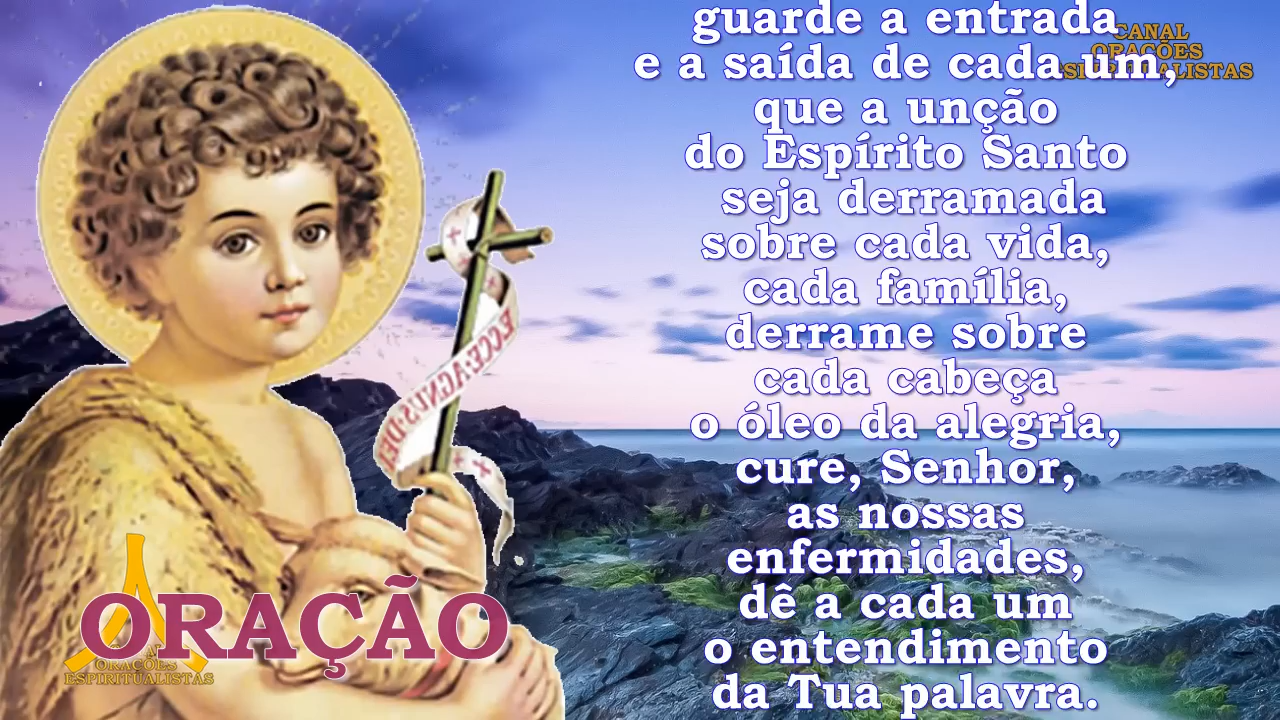 guarde a entrada
e a saída de cada um,
que a unção
do Espírito Santo
seja derramada
sobre cada vida,
cada família,
derrame sobre
cada cabeça
o óleo da alegria,
cure, Senhor,
as nossas
enfermidades,
dê a cada um
o entendimento
da Tua palavra.
CANAL
ORAÇÕES
ESPIRITUALISTAS
ECCE·AGNUS·DEI
ORAÇÃO
ORAÇÕES
ESPIRITUALISTAS